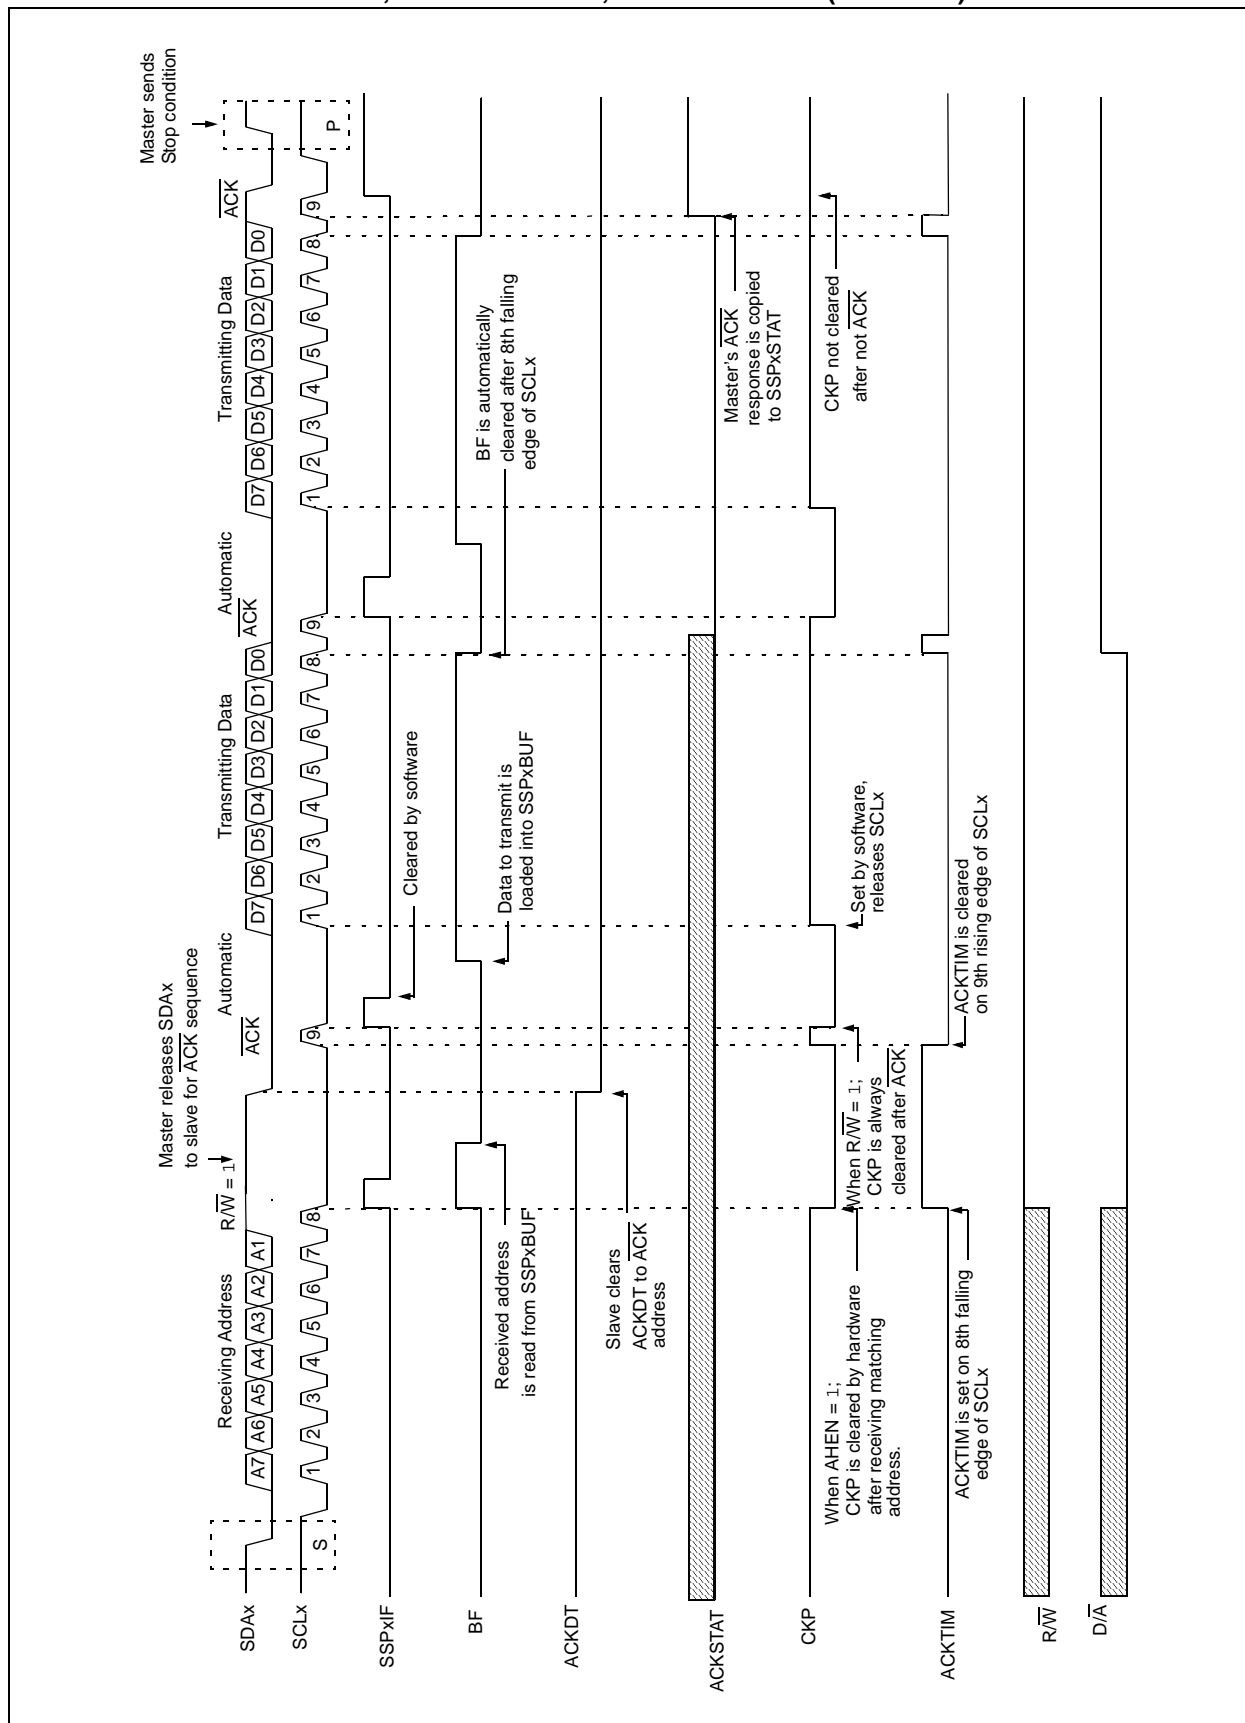 Master sends
Stop condition
Master releases SDAx
to slave for ACK sequence
Receiving Address
R/W = 1
ACK
Automatic
Transmitting Data
ACK
Automatic
Transmitting Data
ACK
SDAx
A7 A6 A5 A4 A3 A2 A1
D7 D6 D5 D4 D3 D2 D1 D0
D7 D6 D5 D4 D3 D2 D1 D0
SCLx
S
1 2 3 4 5 6 7 8 9
1 2 3 4 5 6 7 8 9
1 2 3 4 5 6 7 8 9
P
SSPxIF
Cleared by software
BF
Received address
is read from SSPxBUF
Data to transmit is
loaded into SSPxBUF
BF is automatically
cleared after 8th falling
edge of SCLx
ACKDT
Slave clears
ACKDT to ACK
address
ACKSTAT
Master's ACK
response is copied
to SSPxSTAT
CKP
When AHEN = 1;
CKP is cleared by hardware
after receiving matching
address.
When R/W = 1;
CKP is always
cleared after ACK
Set by software,
releases SCLx
CKP not cleared
after not ACK
ACKTIM
ACKTIM is set on 8th falling
edge of SCLx
ACKTIM is cleared
on 9th rising edge of SCLx
R/W
D/A